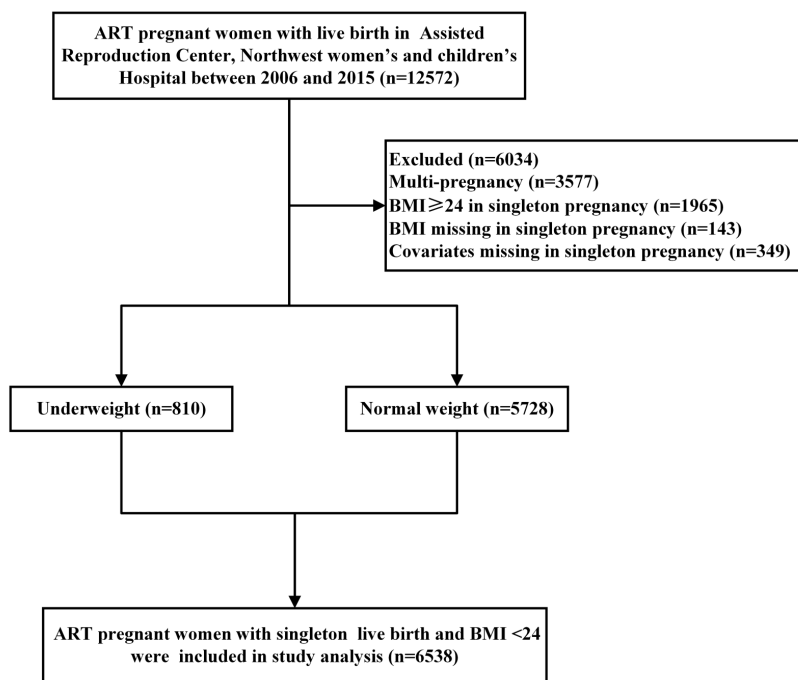 ART pregnant women with live birth in Assisted
Reproduction Center, Northwest women’s and children’s
Hospital between 2006 and 2015 (n=12572)
Excluded (n=6034)
Multi-pregnancy (n=3577)
BMI⩾24 in singleton pregnancy (n=1965)
BMI missing in singleton pregnancy (n=143)
Covariates missing in singleton pregnancy (n=349)
Underweight (n=810)
Normal weight (n=5728)
ART pregnant women with singleton live birth and BMI <24
were included in study analysis (n=6538)